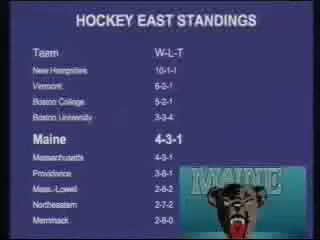 HOCKEY EAST STANDINGS
Team W-L-T
New Hampshire 10-1-1
Vermont 6-2-1
Boston College 5-2-1
Boston University 3-3-4
Maine 4-3-1
Massachusetts 4-3-1
Providence 3-6-1
Mass.-Lowell 2-6-2
Northeastern 2-7-2
Merrimack 2-8-0
MAINE